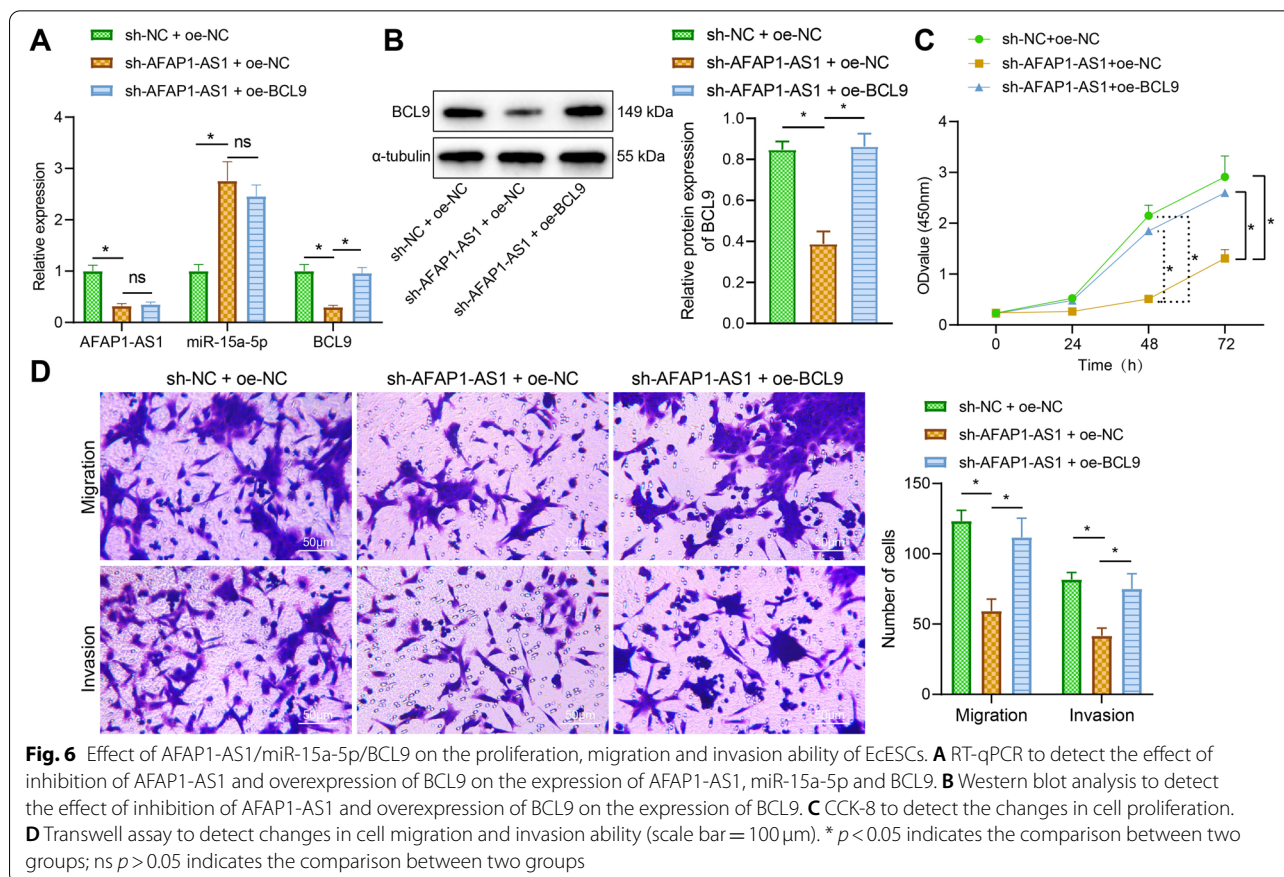 A
sh-NC + oe-NC
sh-AFAP1-AS1 + oe-NC
sh-AFAP1-AS1 + oe-BCL9
Relative expression
4
3
2
1
0
*
ns
*
ns
*
*
AFAP1-AS1
miR-15a-5p
BCL9
B
BCL9
149 kDa
α-tubulin
55 kDa
sh-NC + oe-NC
sh-AFAP1-AS1 + oe-NC
sh-AFAP1-AS1 + oe-BCL9
sh-NC + oe-NC
sh-AFAP1-AS1 + oe-NC
sh-AFAP1-AS1 + oe-BCL9
Relative protein expression
of BCL9
1.0
0.8
0.6
0.4
0.2
0.0
*
*
C
sh-NC+oe-NC
sh-AFAP1-AS1+oe-NC
sh-AFAP1-AS1+oe-BCL9
ODvalue (450nm)
4
3
2
1
0
*
*
*
*
0
24
48
72
Time（h）
D
sh-NC + oe-NC
sh-AFAP1-AS1 + oe-NC
sh-AFAP1-AS1 + oe-BCL9
Migration
50μm
50μm
50μm
Invasion
50μm
50μm
50μm
sh-NC + oe-NC
sh-AFAP1-AS1 + oe-NC
sh-AFAP1-AS1 + oe-BCL9
Number of cells
150
100
50
0
*
*
*
*
Migration
Invasion
Fig. 6 Effect of AFAP1-AS1/miR-15a-5p/BCL9 on the proliferation, migration and invasion ability of EcESCs. A RT-qPCR to detect the effect of
inhibition of AFAP1-AS1 and overexpression of BCL9 on the expression of AFAP1-AS1, miR-15a-5p and BCL9. B Western blot analysis to detect
the effect of inhibition of AFAP1-AS1 and overexpression of BCL9 on the expression of BCL9. C CCK-8 to detect the changes in cell proliferation.
D Transwell assay to detect changes in cell migration and invasion ability (scale bar = 100 μm). * p < 0.05 indicates the comparison between two
groups; ns p > 0.05 indicates the comparison between two groups